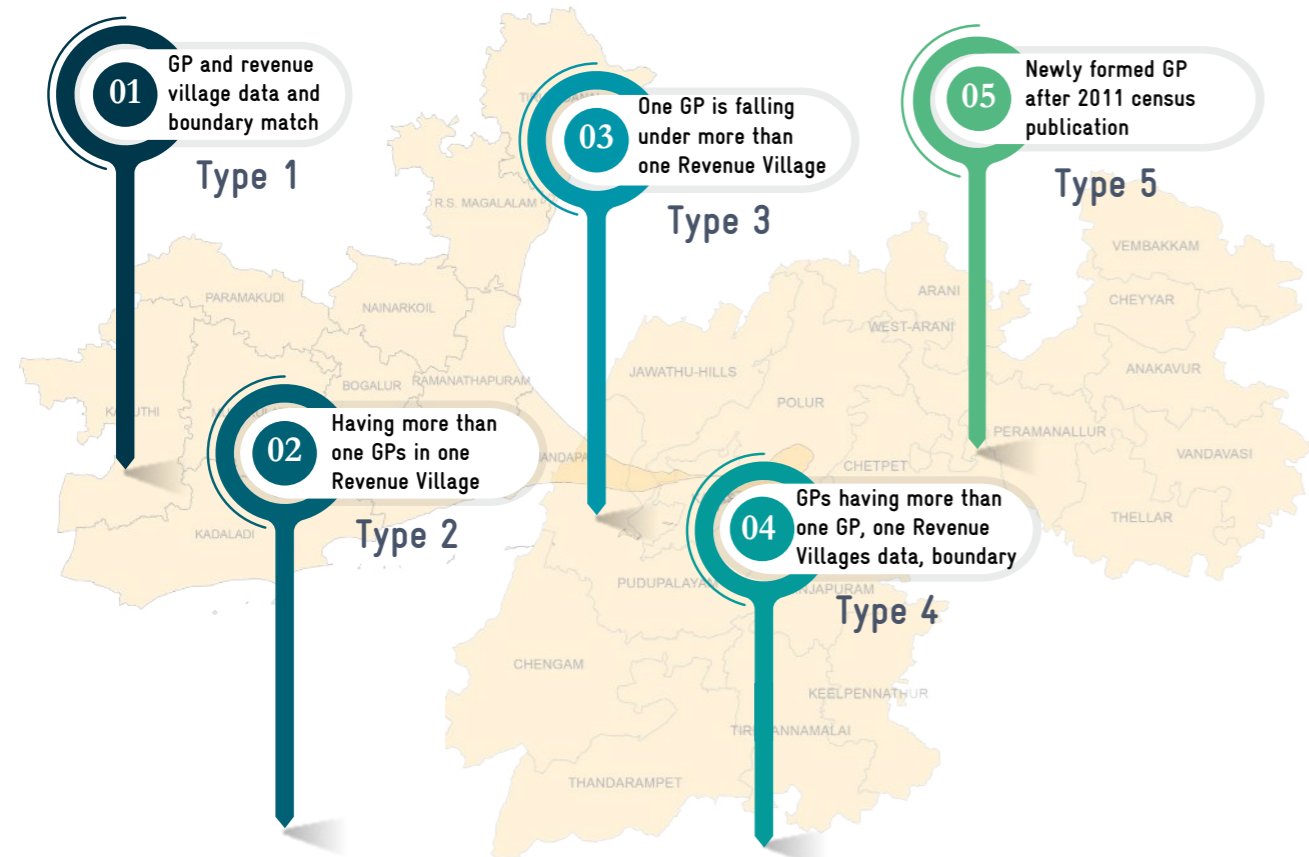 01
GP and revenue
village data and
boundary match
Type 1
02
Having more than
one GPs in one
Revenue Village
Type 2
03
One GP is falling
under more than
one Revenue Village
Type 3
04
GPs having more than
one GP, one Revenue
Villages data, boundary
Type 4
05
Newly formed GP
after 2011 census
publication
Type 5
R.S. MAGALALAM
PARAMAKUDI
NAINARKOIL
BOGALUR
RAMANATHAPURAM
KADALADI
JAWATHU-HILLS
POLUR
ARANI
WEST-ARANI
VEMBAKKAM
CHEYYAR
ANAKAVUR
PERAMANALLUR
VANDAVASI
CHETPET
THELLAR
PUDUPALAYAM
CHENGAM
KEELPENNATHUR
THANDARAMPET